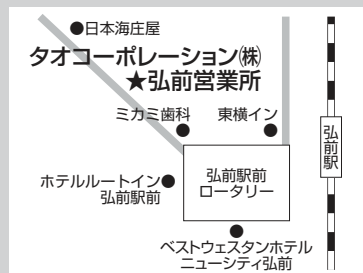 ●日本海庄屋
タオコーポレーション㈱
★弘前営業所
ミカミ歯科
東横イン
弘前駅
ホテルルートイン
弘前駅前
弘前駅前
ロータリー
ベストウェスタンホテル
ニューシティ弘前